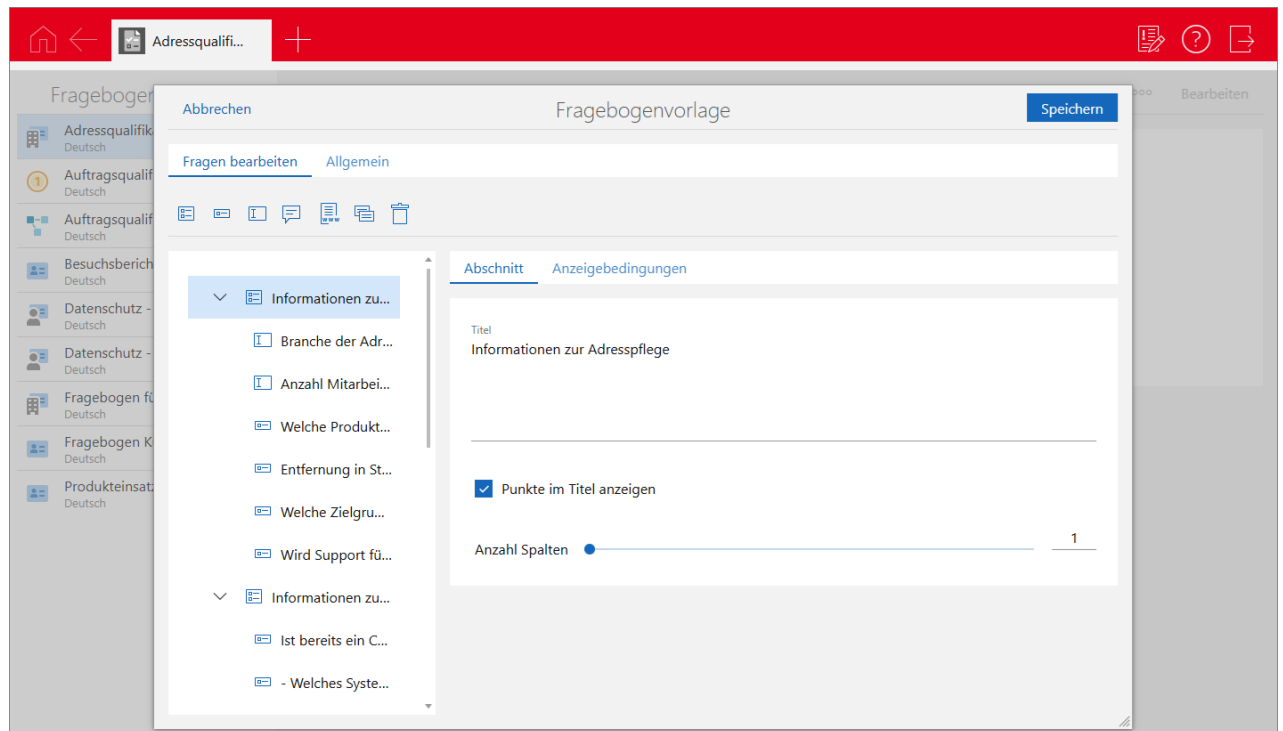 Adressqualifi...
Fragebogen
Bearbeiten
Adressqualifik
Deutsch
Auftragsqualif
Deutsch
Auftragsqualif
Deutsch
Besuchsberich
Deutsch
Datenschutz -
Deutsch
Datenschutz -
Deutsch
Fragebogen fü
Deutsch
Fragebogen K
Deutsch
Produkteinsatz
Deutsch
Abbrechen
Fragebogenvorlage
Speichern
Fragen bearbeiten
Allgemein
Informationen zu...
Branche der Adr...
Anzahl Mitarbei...
Welche Produkt...
Entfernung in St...
Welche Zielgru...
Wird Support fü...
Informationen zu...
Ist bereits ein C...
- Welches Syste...
Abschnitt
Anzeigebedingungen
Titel
Informationen zur Adresspflege
Punkte im Titel anzeigen
Anzahl Spalten
1